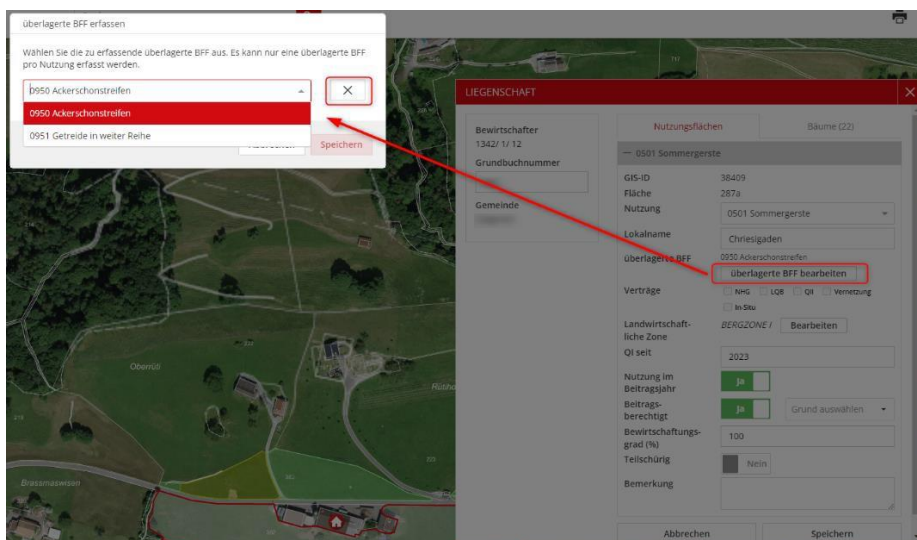 überlagerte BFF erfassen
Wählen Sie die zu erfassende überlagerte BFF aus. Es kann nur eine überlagerte BFF
pro Nutzung erfasst werden.
0950 Ackerschonstreifen
0950 Ackerschonstreifen
0951 Getreide in weiter Reihe
Abbrechen
Speichern
LIEGENSCHAFT
Bewirtschafter
1342/ 1/ 12
Grundbuchnummer
Gemeinde
Nutzungsflächen
Bäume (22)
0501 Sommergerste
GIS-ID
38409
Fläche
287a
Nutzung
0501 Sommergerste
Lokalname
Chriesigaden
überlagerte BFF
0950 Ackerschonstreifen
überlagerte BFF bearbeiten
Verträge
NHG
LQB
QII
Vernetzung
In-Situ
Landwirtschaft-
liche Zone
BERGZONE I
Bearbeiten
QI seit
2023
Nutzung im
Beitragsjahr
Ja
Beitrags-
berechtigt
Ja
Grund auswählen
Bewirtschaftungs-
grad (%)
100
Teilschürig
Nein
Bemerkung
Abbrechen
Speichern
Oberrüti
Brassmaswisen